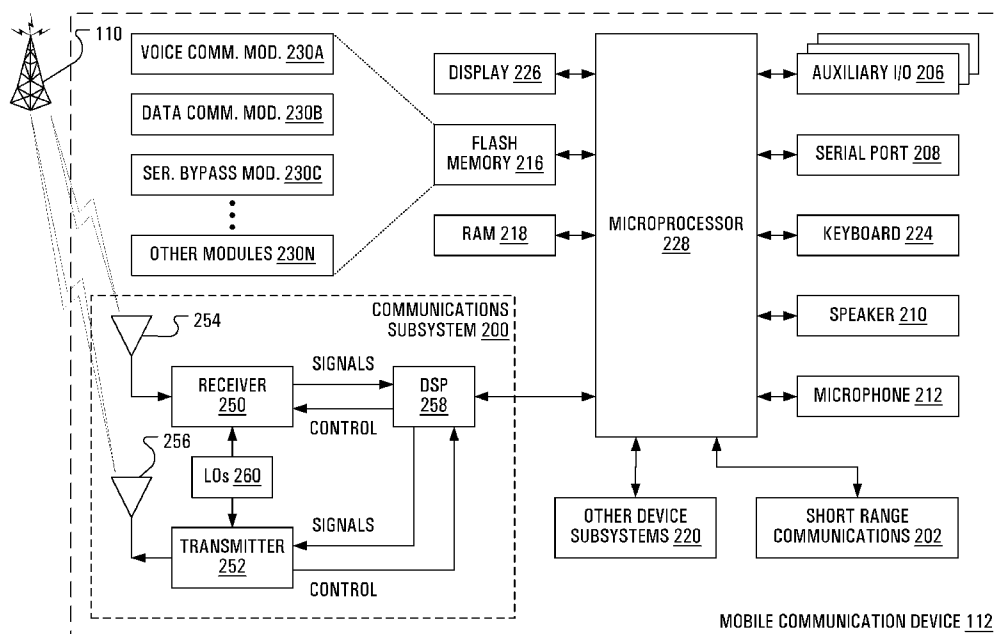 110
VOICE COMM. MOD. 230A
DATA COMM. MOD. 230B
SER. BYPASS MOD. 230C
OTHER MODULES 230N
DISPLAY 226
FLASH
MEMORY 216
RAM 218
MICROPROCESSOR
228
AUXILIARY I/O 206
SERIAL PORT 208
KEYBOARD 224
SPEAKER 210
MICROPHONE 212
COMMUNICATIONS
SUBSYSTEM 200
254
RECEIVER
250
SIGNALS
DSP
258
CONTROL
256
LOs 260
TRANSMITTER
252
SIGNALS
CONTROL
OTHER DEVICE
SUBSYSTEMS 220
SHORT RANGE
COMMUNICATIONS 202
MOBILE COMMUNICATION DEVICE 112